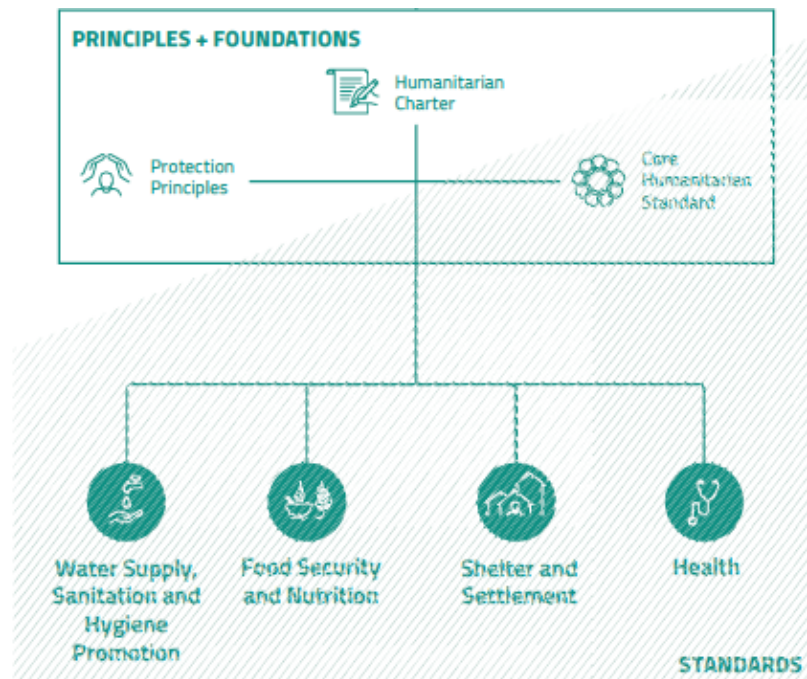 PRINCIPLES + FOUNDATIONS
Humanitarian
Charter
Protection
Principles
Core
Humanitarian
Standard
Water Supply,
Sanitation and
Hygiene
Promotion
Food Security
and Nutrition
Shelter and
Settlement
Health
STANDARDS